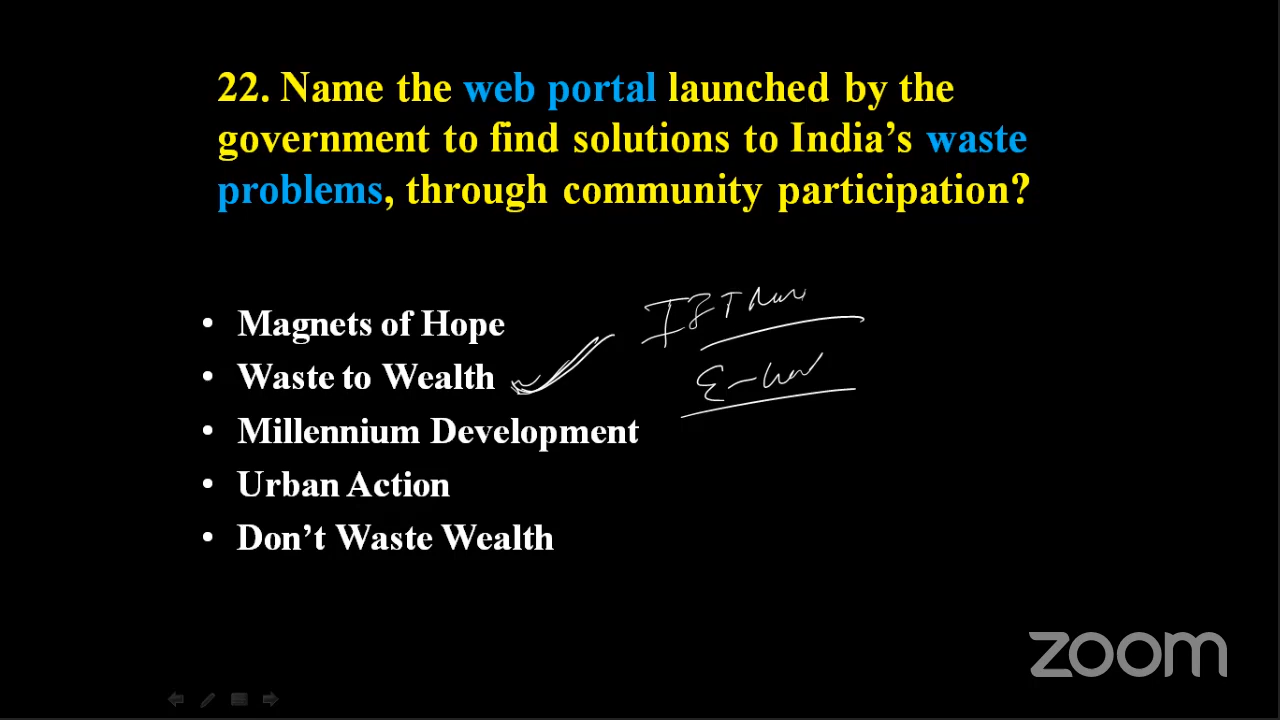 22. Name the web portal launched by the
government to find solutions to India's waste
problems, through community participation?
• Magnets of Hope
• Waste to Wealth
• Millennium Development
• Urban Action
• Don't Waste Wealth
zoom